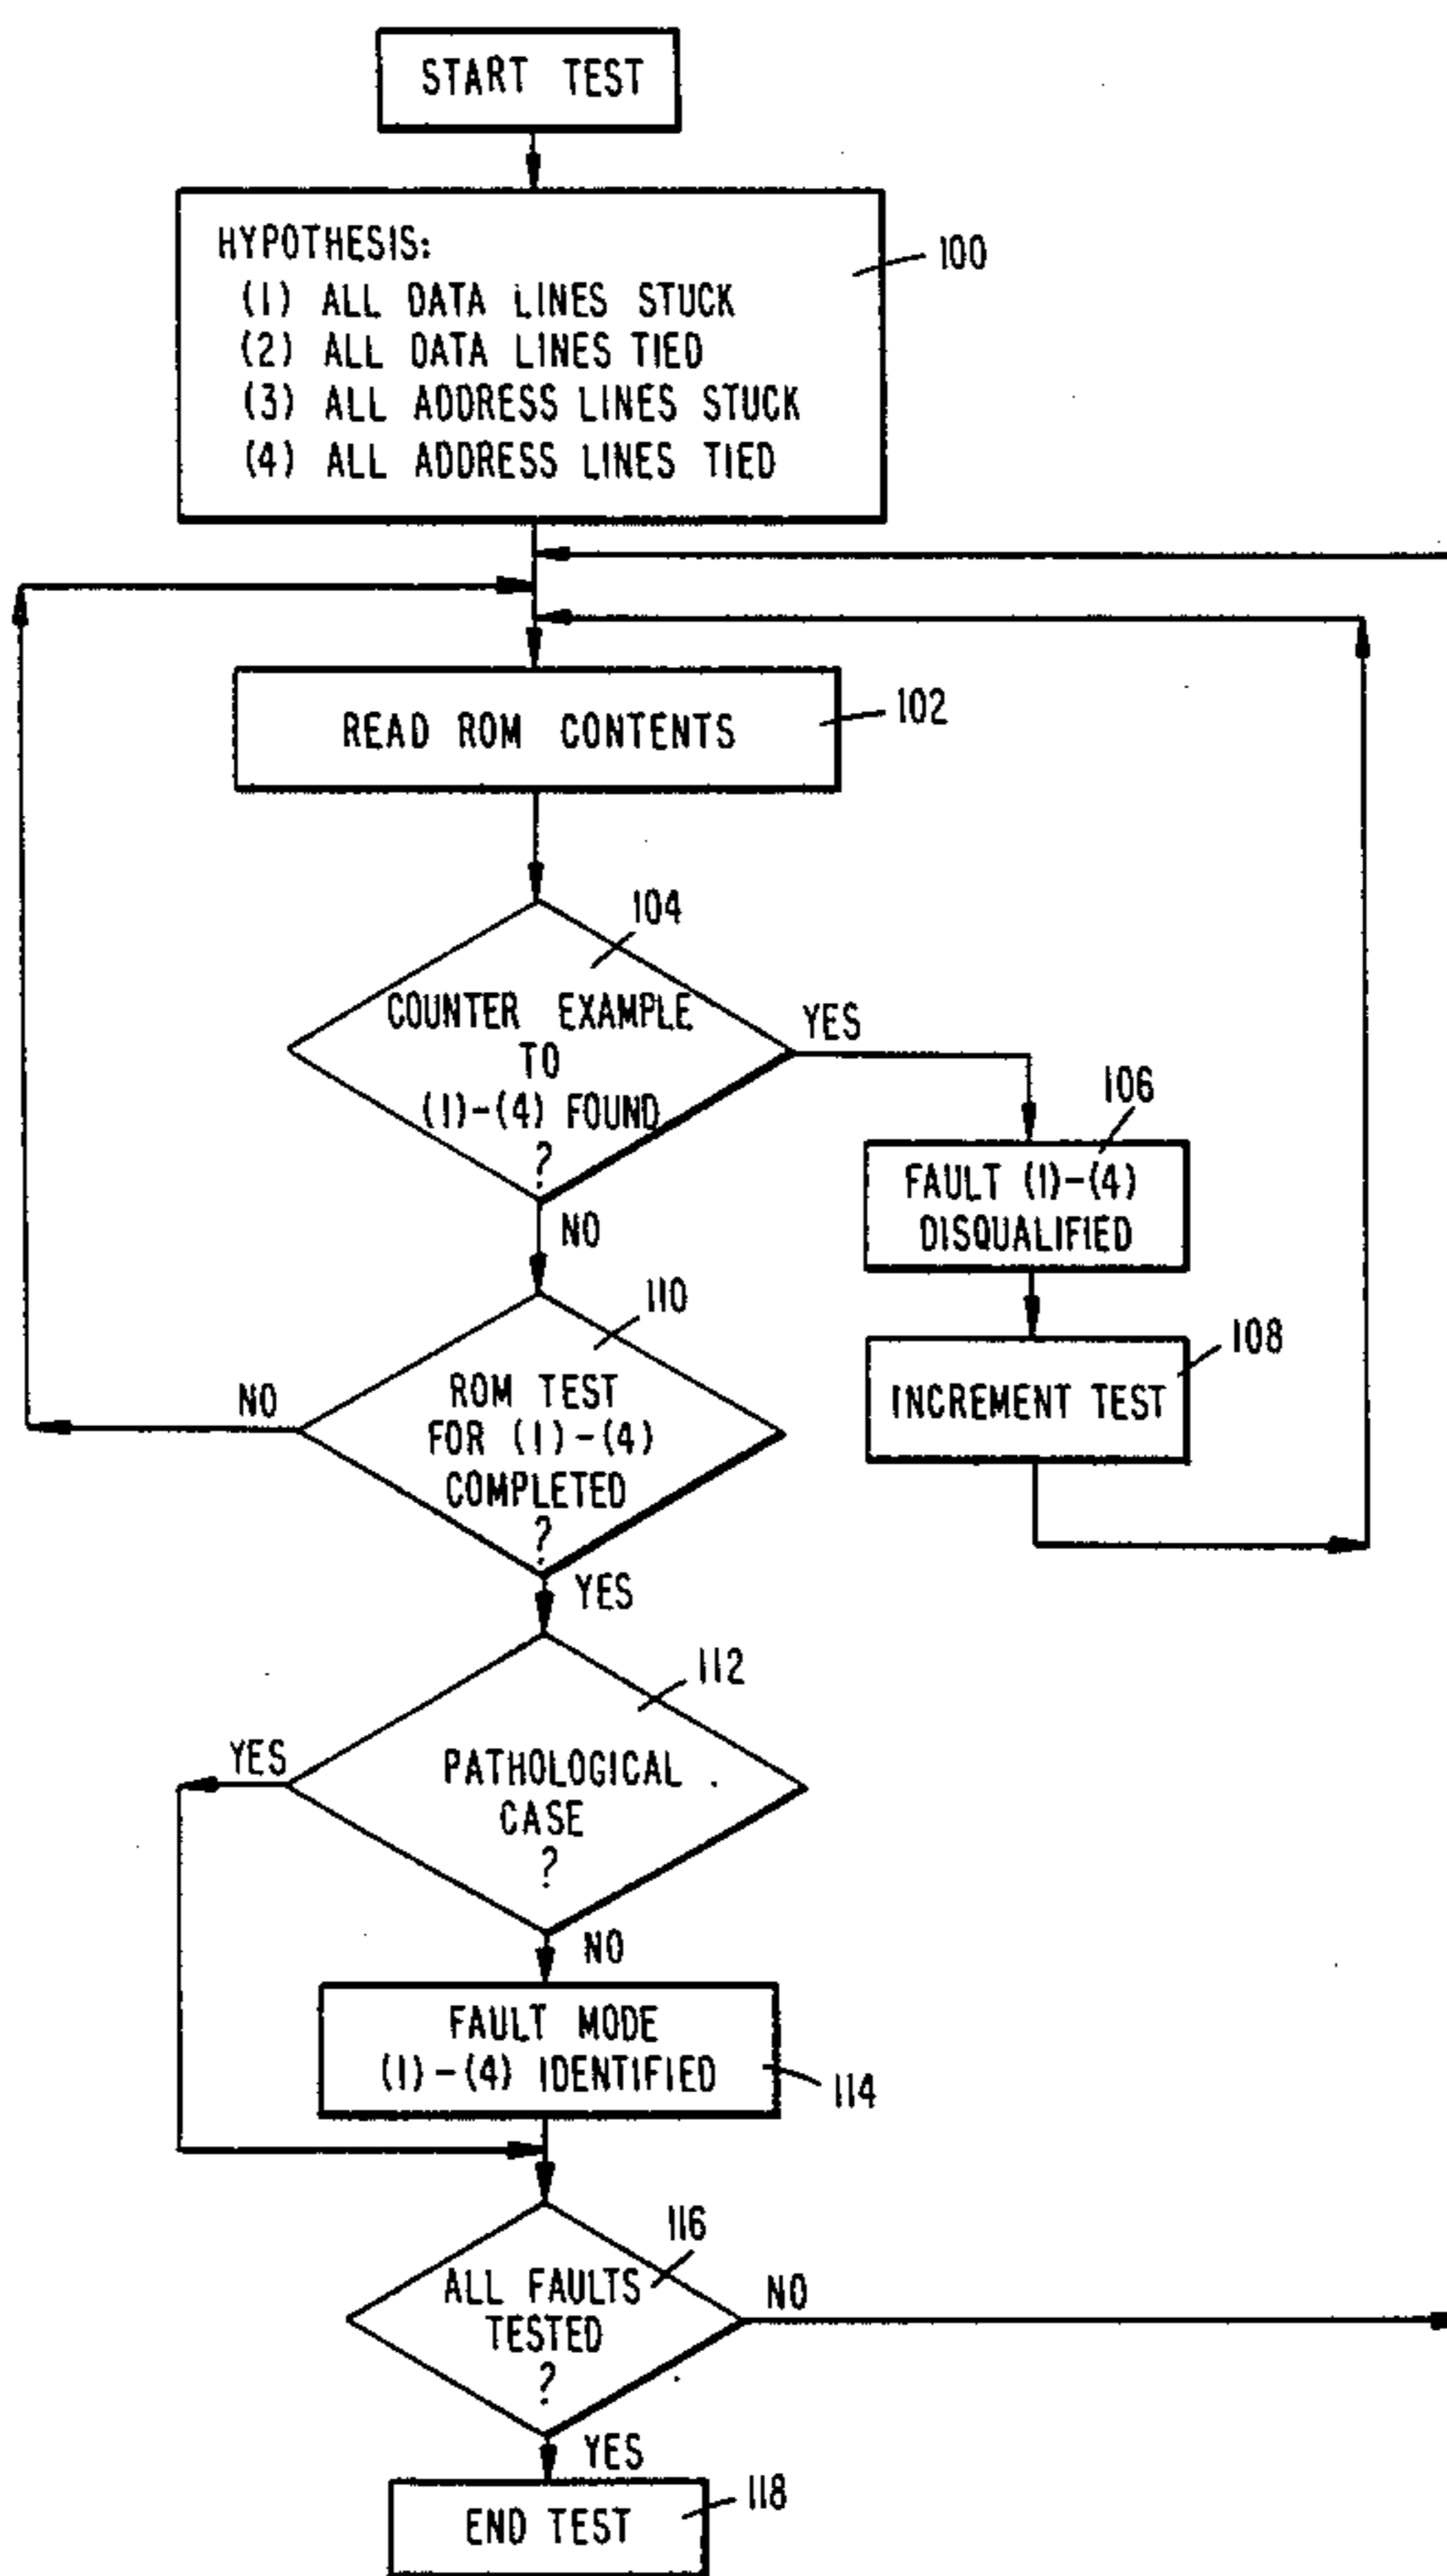 START TEST
HYPOTHESIS:
(1) ALL DATA LINES STUCK
(2) ALL DATA LINES TIED
(3) ALL ADDRESS LINES STUCK
(4) ALL ADDRESS LINES TIED
100
READ ROM CONTENTS
102
104
COUNTER EXAMPLE
TO
(1)-(4) FOUND
?
YES
NO
106
FAULT (1)-(4)
DISQUALIFIED
108
INCREMENT TEST
110
ROM TEST
FOR (1)-(4)
COMPLETED
?
NO
YES
112
PATHOLOGICAL
CASE
?
YES
NO
FAULT MODE
(1)-(4) IDENTIFIED
114
116
ALL FAULTS
TESTED
?
NO
YES
END TEST
118